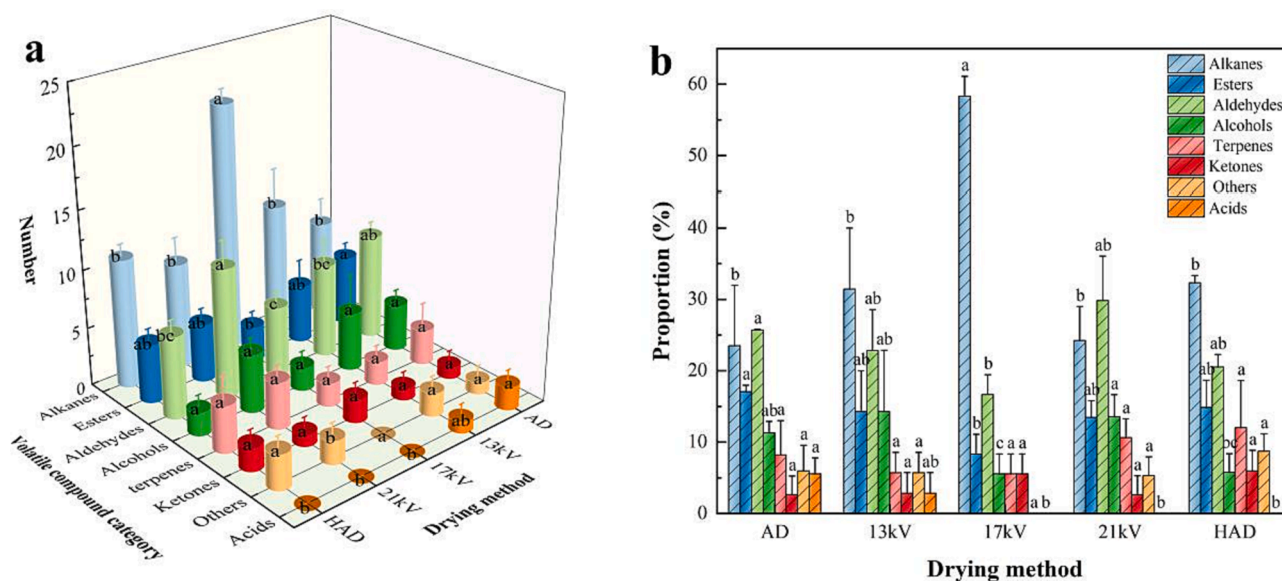 a
25
20
15
10
5
0
Number
Alkanes
Esters
Aldehydes
Alcohols
terpenes
Ketones
Others
Acids
Volatile compound category
HAD
21kV
17kV
13kV
AD
Drying method
b b a b b
ab ab b ab a
bc a c bc ab
a a a a a
a a a a a
a a a a a
a b a a a
b b b ab a
b
60
50
40
30
20
10
0
Proportion (%)
Alkanes
Esters
Aldehydes
Alcohols
Terpenes
Ketones
Others
Acids
b a a ab a a a a
b ab ab a a a a ab
a b b c a a a b
b ab ab a a a a b
b ab ab bc a a a b
AD 13kV 17kV 21kV HAD
Drying method